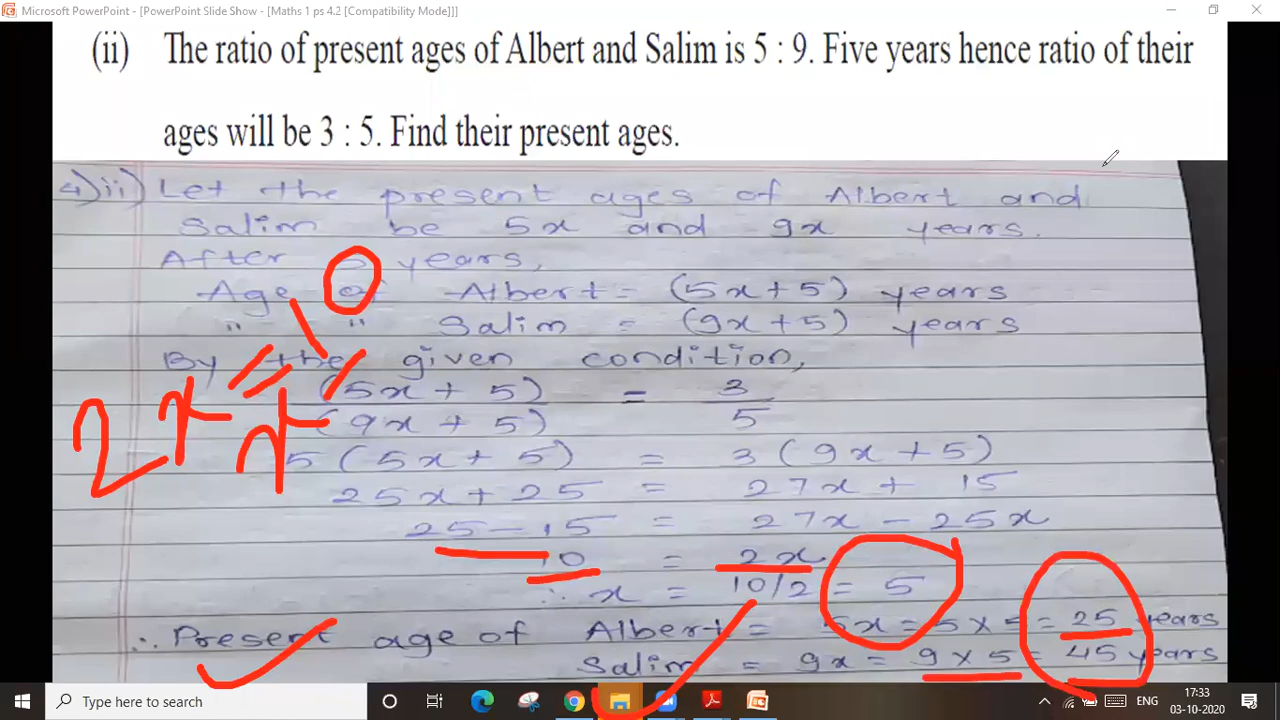 Microsoft PowerPoint - [PowerPoint Slide Show - [Maths 1 ps 4.2 [Compatibility Mode]]]
(ii) The ratio of present ages of Albert and Salim is 5 : 9. Five years hence ratio of their
ages will be 3 : 5. Find their present ages.
4)ii) Let the present ages of Albert and
Salim be 5x and 9x years.
After 5 years,
Age of Albert = (5x+5) years
" " Salim = (9x+5) years
By the given condition,
(5x + 5) = 3
(9x + 5) 5
5 (5x + 5) = 3 (9x + 5)
25x + 25 = 27x + 15
25 - 15 = 27x - 25x
10 = 2x
∴ x = 10/2 = 5
∴ Present age of Albert = 5x = 5 x 5 = 25 years
Salim = 9x = 9 x 5 = 45 years
10
2x x
Type here to search
ENG
17:33
03-10-2020